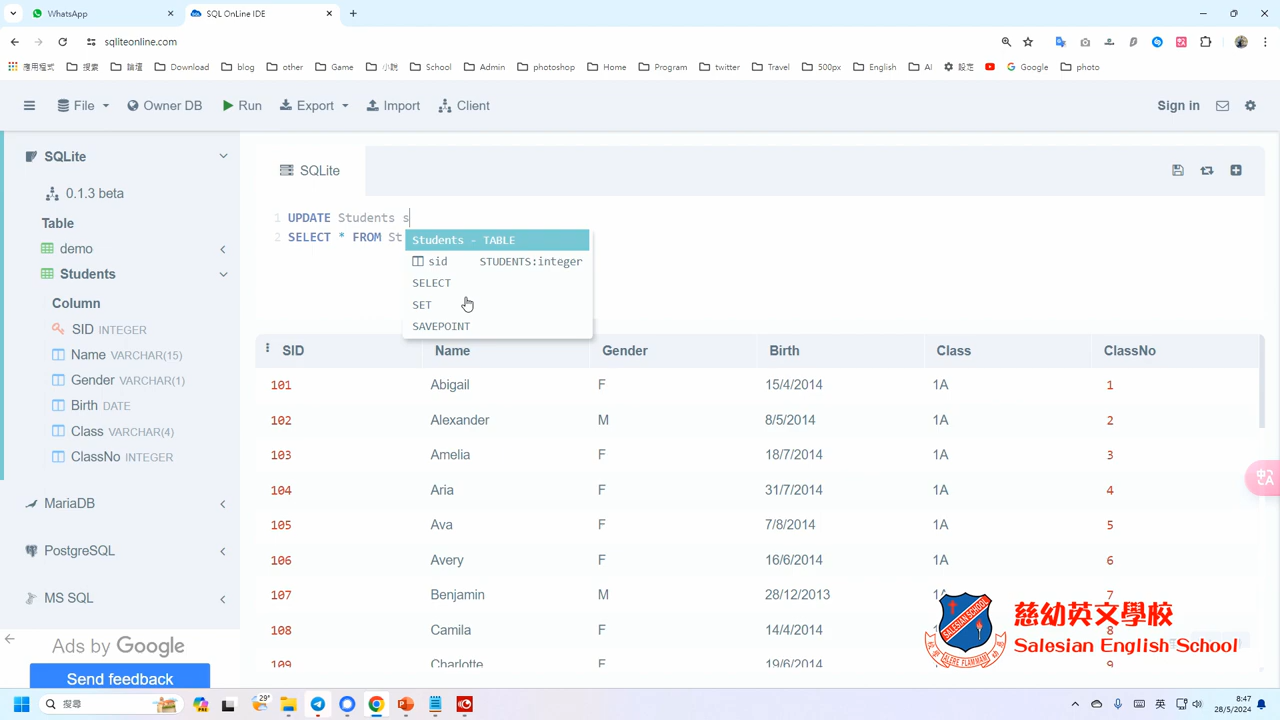 WhatsApp
SQL OnLine IDE
sqliteonline.com
應用程式 搜索 論壇 Download blog other Game 小說 School Admin photoshop Home Program twitter Travel 500px English AI 設定 Google photo
File Owner DB Run Export Import Client Sign in
SQLite
0.1.3 beta
Table
demo
Students
Column
SID INTEGER
Name VARCHAR(15)
Gender VARCHAR(1)
Birth DATE
Class VARCHAR(4)
ClassNo INTEGER
MariaDB
PostgreSQL
MS SQL
Ads by Google
Send feedback
SQLite
1 UPDATE Students s
2 SELECT * FROM St
Students - TABLE
sid STUDENTS:integer
SELECT
SET
SAVEPOINT
SID Name Gender Birth Class ClassNo
101 Abigail F 15/4/2014 1A 1
102 Alexander M 8/5/2014 1A 2
103 Amelia F 18/7/2014 1A 3
104 Aria F 31/7/2014 1A 4
105 Ava F 7/8/2014 1A 5
106 Avery F 16/6/2014 1A 6
107 Benjamin M 28/12/2013 1A 7
108 Camila F 14/4/2014 1A 8
109 Charlotte F 19/6/2014 1A 9
慈幼英文學校
Salesian English School
SALESIAN SCHOOL
搜尋
29°
英
8:47
28/5/2024